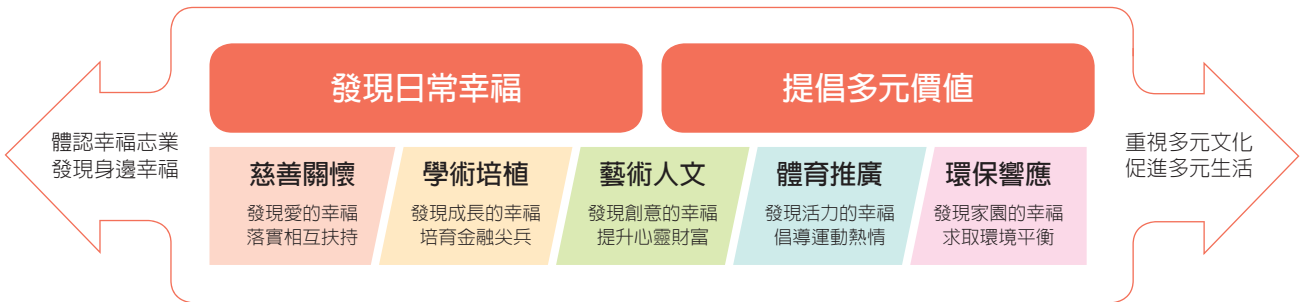 發現日常幸福
提倡多元價值
體認幸福志業
發現身邊幸福
慈善關懷
發現愛的幸福
落實相互扶持
學術培植
發現成長的幸福
培育金融尖兵
藝術人文
發現創意的幸福
提升心靈財富
體育推廣
發現活力的幸福
倡導運動熱情
環保響應
發現家園的幸福
求取環境平衡
重視多元文化
促進多元生活